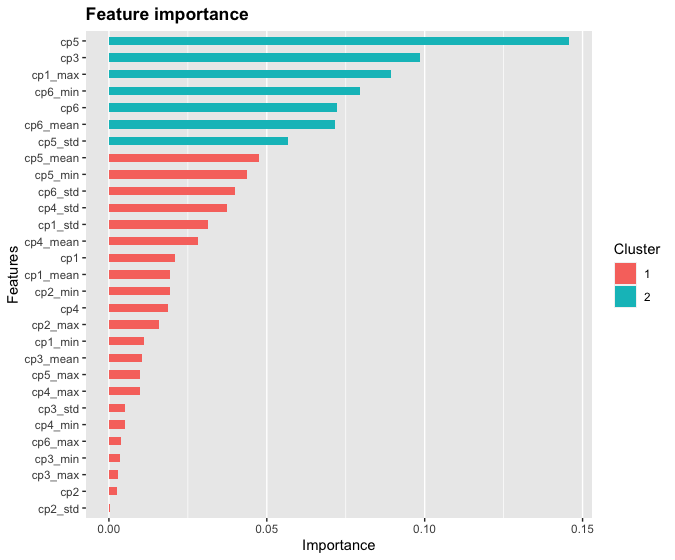 Feature importance
cp5
cp3
cp1_max
cp6_min
cp6
cp6_mean
cp5_std
cp5_mean
cp5_min
cp6_std
cp4_std
cp1_std
cp4_mean
cp1
cp1_mean
cp2_min
cp4
cp2_max
cp1_min
cp3_mean
cp5_max
cp4_max
cp3_std
cp4_min
cp6_max
cp3_min
cp3_max
cp2
cp2_std
Features
0.00
0.05
0.10
0.15
Importance
Cluster
1
2